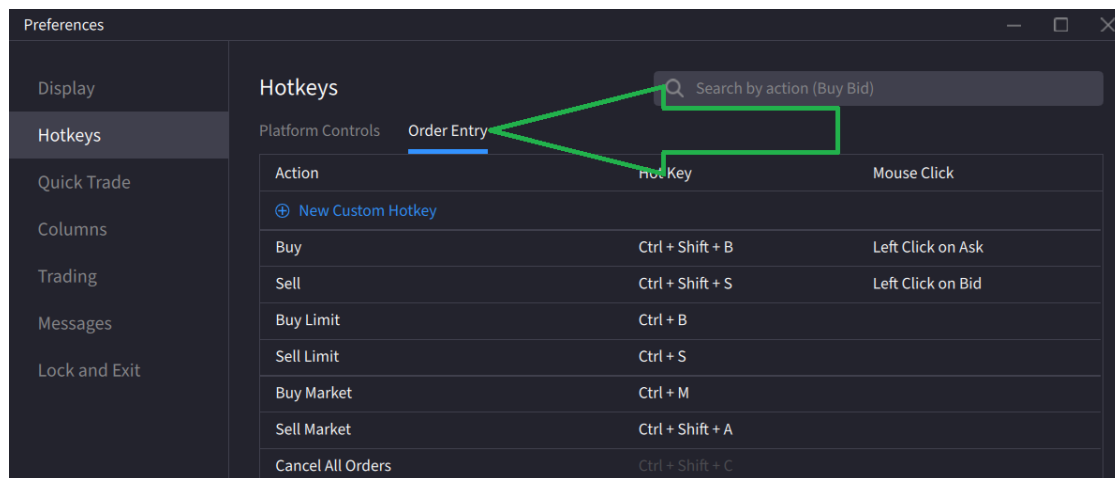 Preferences
Display
Hotkeys
Quick Trade
Columns
Trading
Messages
Lock and Exit
Hotkeys
Search by action (Buy Bid)
Platform Controls Order Entry
Action Hot Key Mouse Click
New Custom Hotkey
Buy Ctrl + Shift + B Left Click on Ask
Sell Ctrl + Shift + S Left Click on Bid
Buy Limit Ctrl + B
Sell Limit Ctrl + S
Buy Market Ctrl + M
Sell Market Ctrl + Shift + A
Cancel All Orders Ctrl + Shift + C